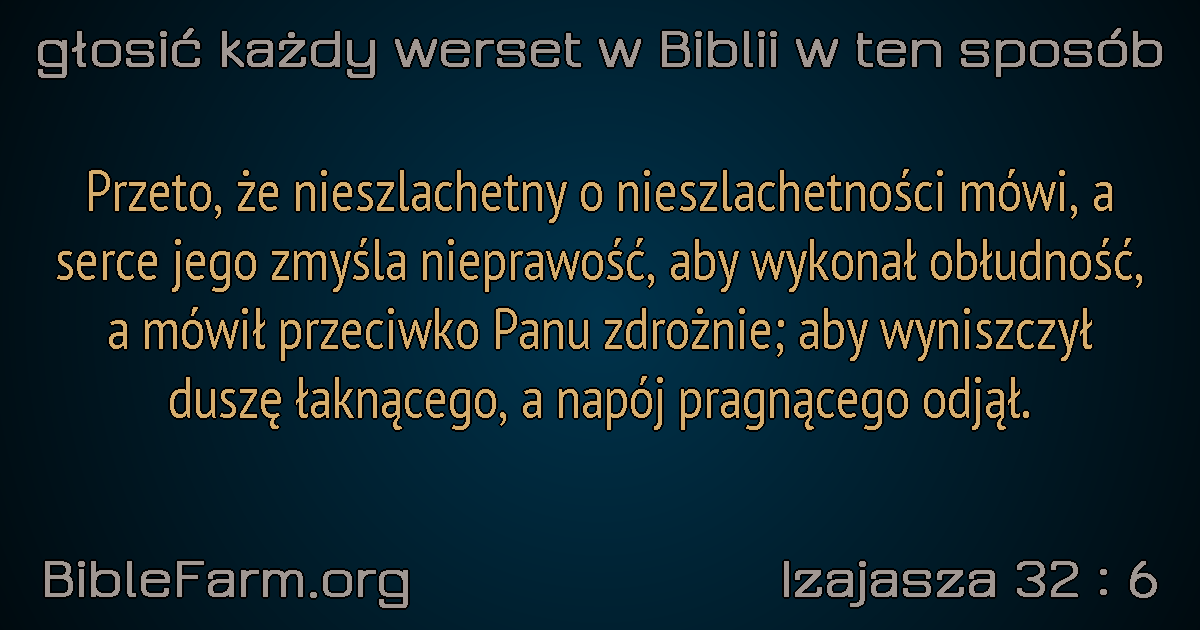 głosić każdy werset w Biblii w ten sposób
Przeto, że nieszlachetny o nieszlachetności mówi, a
serce jego zmyśla nieprawość, aby wykonał obłudność,
a mówił przeciwko Panu zdrożnie; aby wyniszczył
duszę łaknącego, a napój pragnącego odjął.
BibleFarm.org
Izajasza 32 : 6